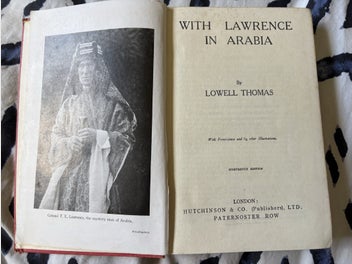 Colonel T. E. Lawrence, the mystery man of Arabia.
WITH LAWRENCE
IN ARABIA
By
LOWELL THOMAS
With Frontispiece and 65 other illustrations.
LONDON:
HUTCHINSON & CO. (Publishers), LTD.
PATERNOSTER ROW